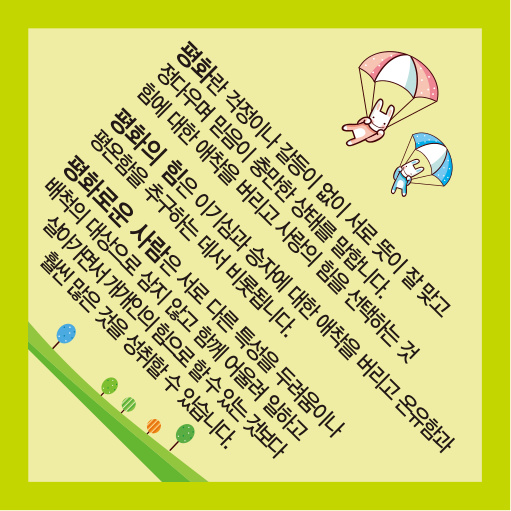 평화란 걱정이나 갈등이 없이 서로 뜻이 잘 맞고
정다우며 믿음이 충만한 상태를 말합니다.
힘에 대한 애착을 버리고 사랑의 힘을 선택하는 것
평화의 힘은 이기심과 승자에 대한 애착을 버리고 온유함과
평온함을 추구하는 데서 비롯됩니다.
평화로운 사람은 서로 다른 특성을 두려움이나
배척의 대상으로 삼지 않고 함께 어울려 일하고
살아가면서 개개인의 힘으로 할 수 있는 것보다
훨씬 많은 것을 성취할 수 있습니다.